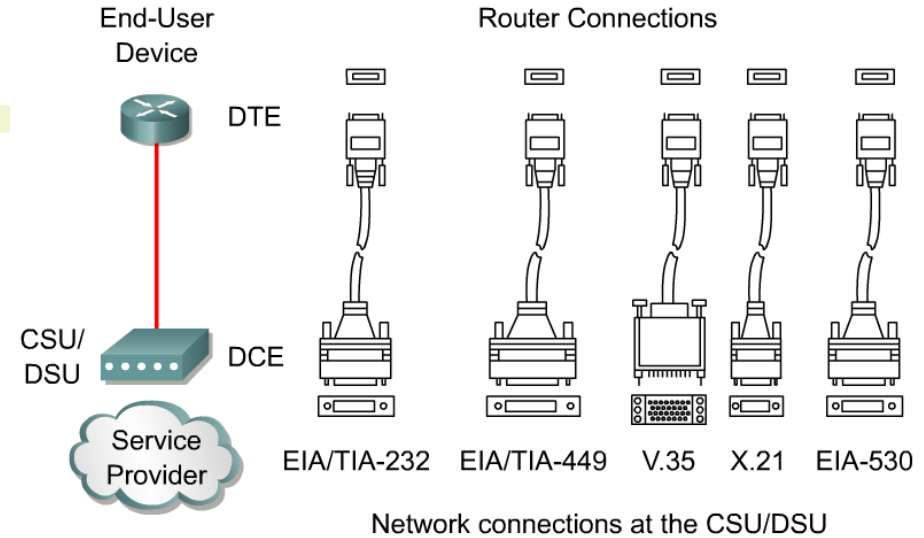 End-User
Device
Router Connections
DTE
CSU/
DSU
DCE
Service
Provider
EIA/TIA-232
EIA/TIA-449
V.35
X.21
EIA-530
Network connections at the CSU/DSU